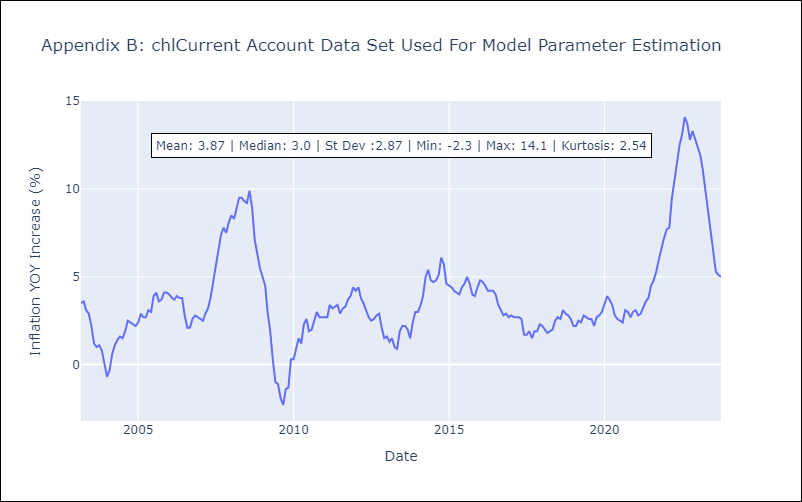 Appendix B: chlCurrent Account Data Set Used For Model Parameter Estimation
15
Mean: 3.87 | Median: 3.0 | St Dev :2.87 | Min: -2.3 | Max: 14.1 | Kurtosis: 2.54
10
5
0
Inflation YOY Increase (%)
2005 2010 2015 2020
Date